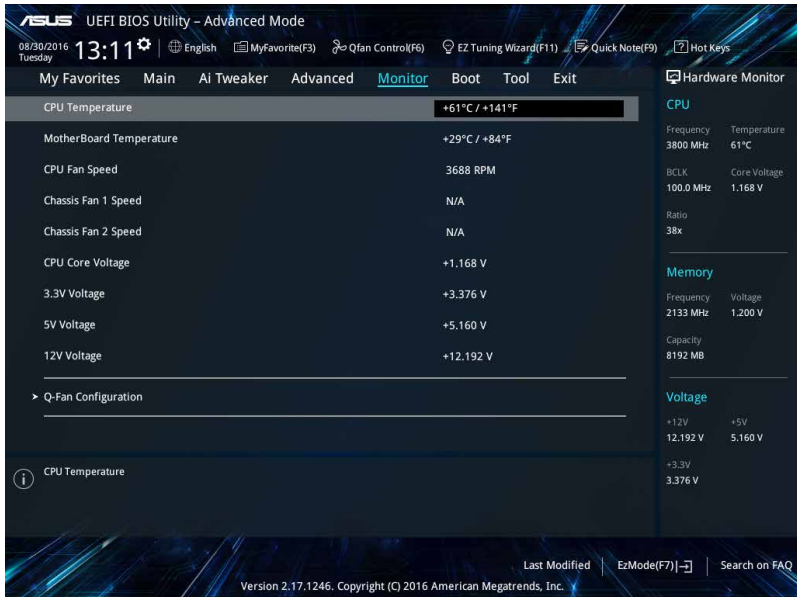 ASUS UEFI BIOS Utility – Advanced Mode
08/30/2016
Tuesday
13:11
English MyFavorite(F3) Qfan Control(F6) EZ Tuning Wizard(F11) Quick Note(F9) ? Hot Keys
My Favorites Main Ai Tweaker Advanced Monitor Boot Tool Exit
CPU Temperature +61°C / +141°F
MotherBoard Temperature +29°C / +84°F
CPU Fan Speed 3688 RPM
Chassis Fan 1 Speed N/A
Chassis Fan 2 Speed N/A
CPU Core Voltage +1.168 V
3.3V Voltage +3.376 V
5V Voltage +5.160 V
12V Voltage +12.192 V
Q-Fan Configuration
CPU Temperature
Hardware Monitor
CPU
Frequency Temperature
3800 MHz 61°C
BCLK Core Voltage
100.0 MHz 1.168 V
Ratio
38x
Memory
Frequency Voltage
2133 MHz 1.200 V
Capacity
8192 MB
Voltage
+12V +5V
12.192 V 5.160 V
+3.3V
3.376 V
Last Modified EzMode(F7) Search on FAQ
Version 2.17.1246. Copyright (C) 2016 American Megatrends, Inc.